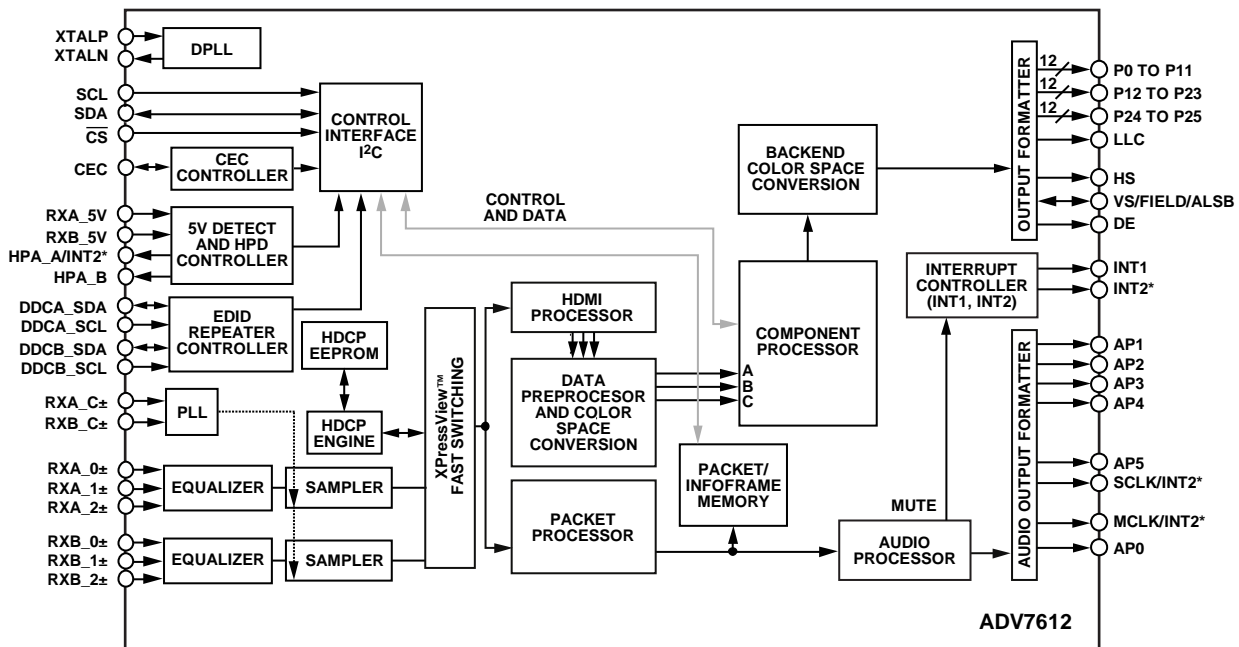 XTALP
XTALN
DPLL
SCL
SDA
CS
CEC
CEC
CONTROLLER
CONTROL
INTERFACE
I2C
RXA_5V
RXB_5V
HPA_A/INT2*
HPA_B
5V DETECT
AND HPD
CONTROLLER
DDCA_SDA
DDCA_SCL
DDCB_SDA
DDCB_SCL
EDID
REPEATER
CONTROLLER
HDCP
EEPROM
HDCP
ENGINE
RXA_C±
RXB_C±
PLL
RXA_0±
RXA_1±
RXA_2±
EQUALIZER
SAMPLER
RXB_0±
RXB_1±
RXB_2±
EQUALIZER
SAMPLER
XPressView™
FAST SWITCHING
CONTROL
AND DATA
HDMI
PROCESSOR
DATA
PREPROCESOR
AND COLOR
SPACE
CONVERSION
PACKET
PROCESSOR
A
B
C
COMPONENT
PROCESSOR
BACKEND
COLOR SPACE
CONVERSION
PACKET/
INFOFRAME
MEMORY
MUTE
AUDIO
PROCESSOR
INTERRUPT
CONTROLLER
(INT1, INT2)
OUTPUT FORMATTER
12
12
12
P0 TO P11
P12 TO P23
P24 TO P25
LLC
HS
VS/FIELD/ALSB
DE
INT1
INT2*
AUDIO OUTPUT FORMATTER
AP1
AP2
AP3
AP4
AP5
SCLK/INT2*
MCLK/INT2*
AP0
ADV7612